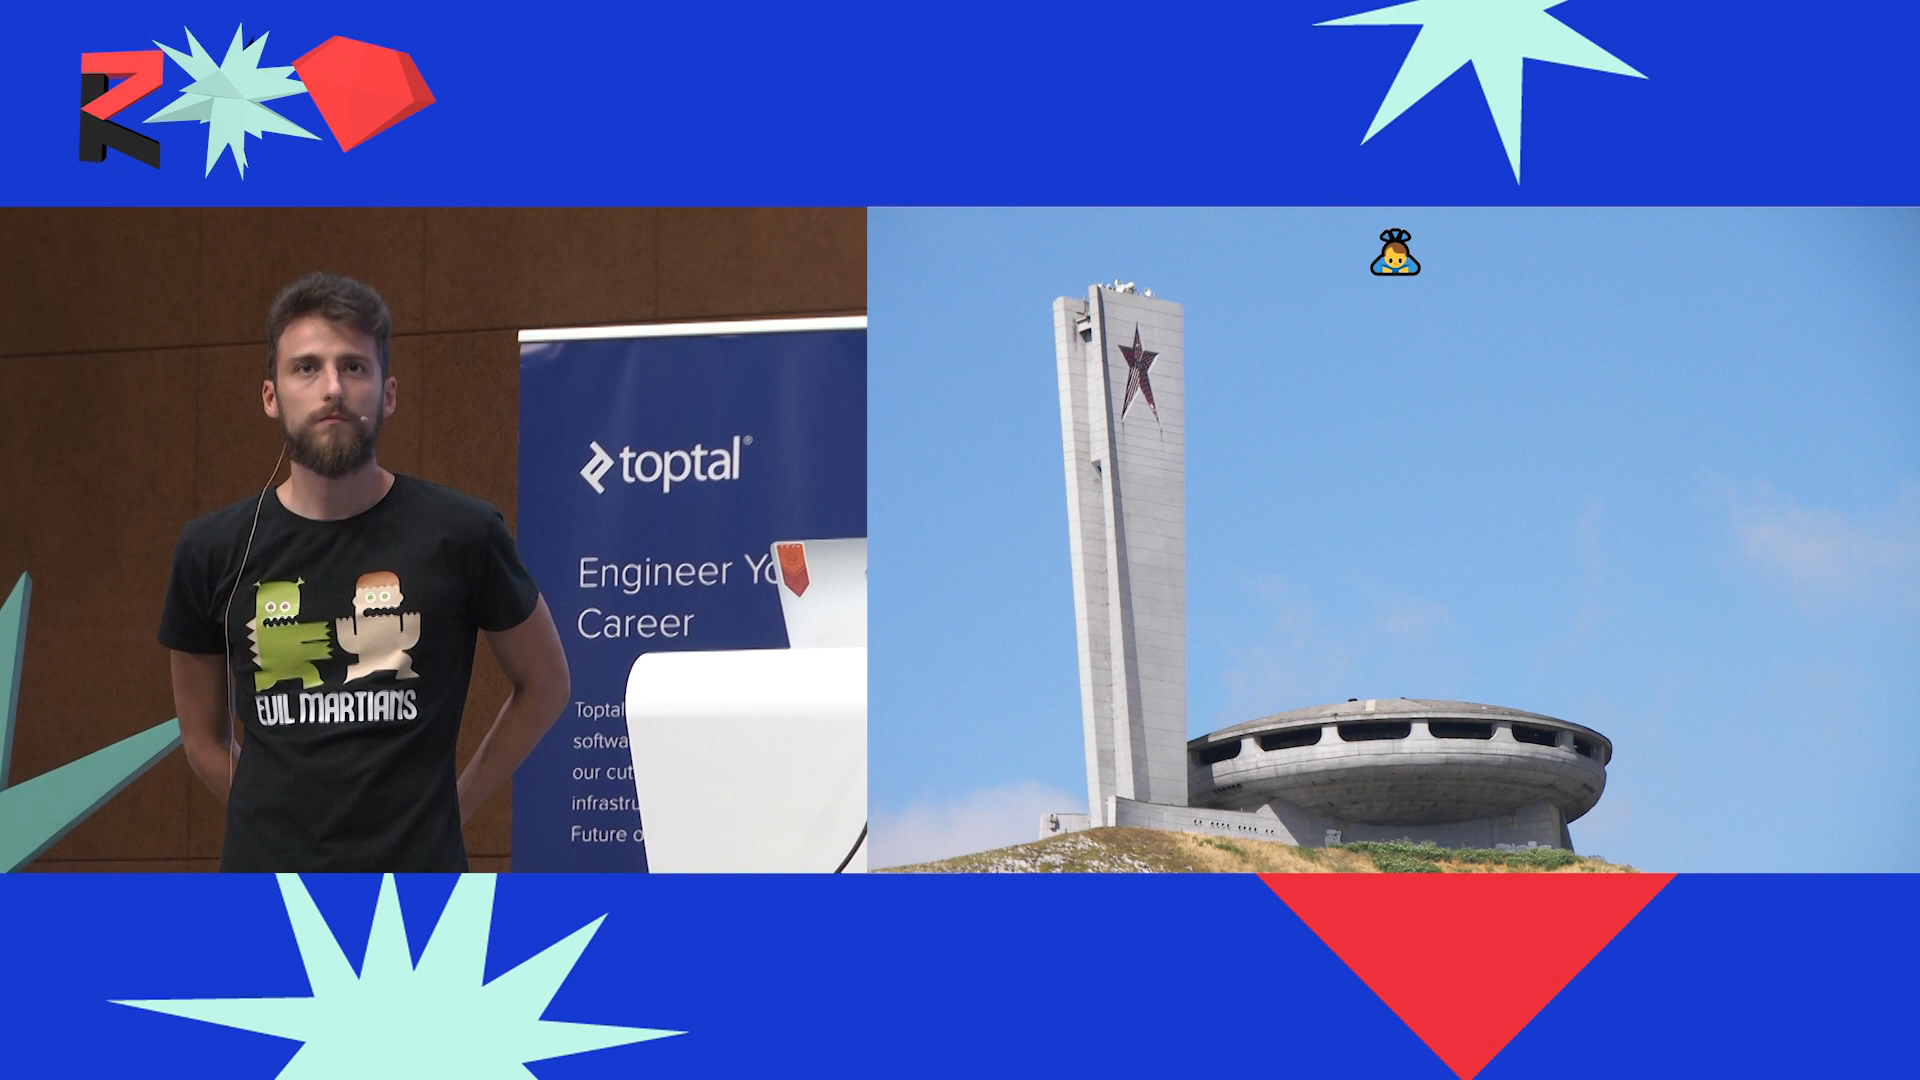 toptal®
Engineer Yo
Career
Toptal
softwa
our cut
infrastru
Future o
EVIL MARTIANS